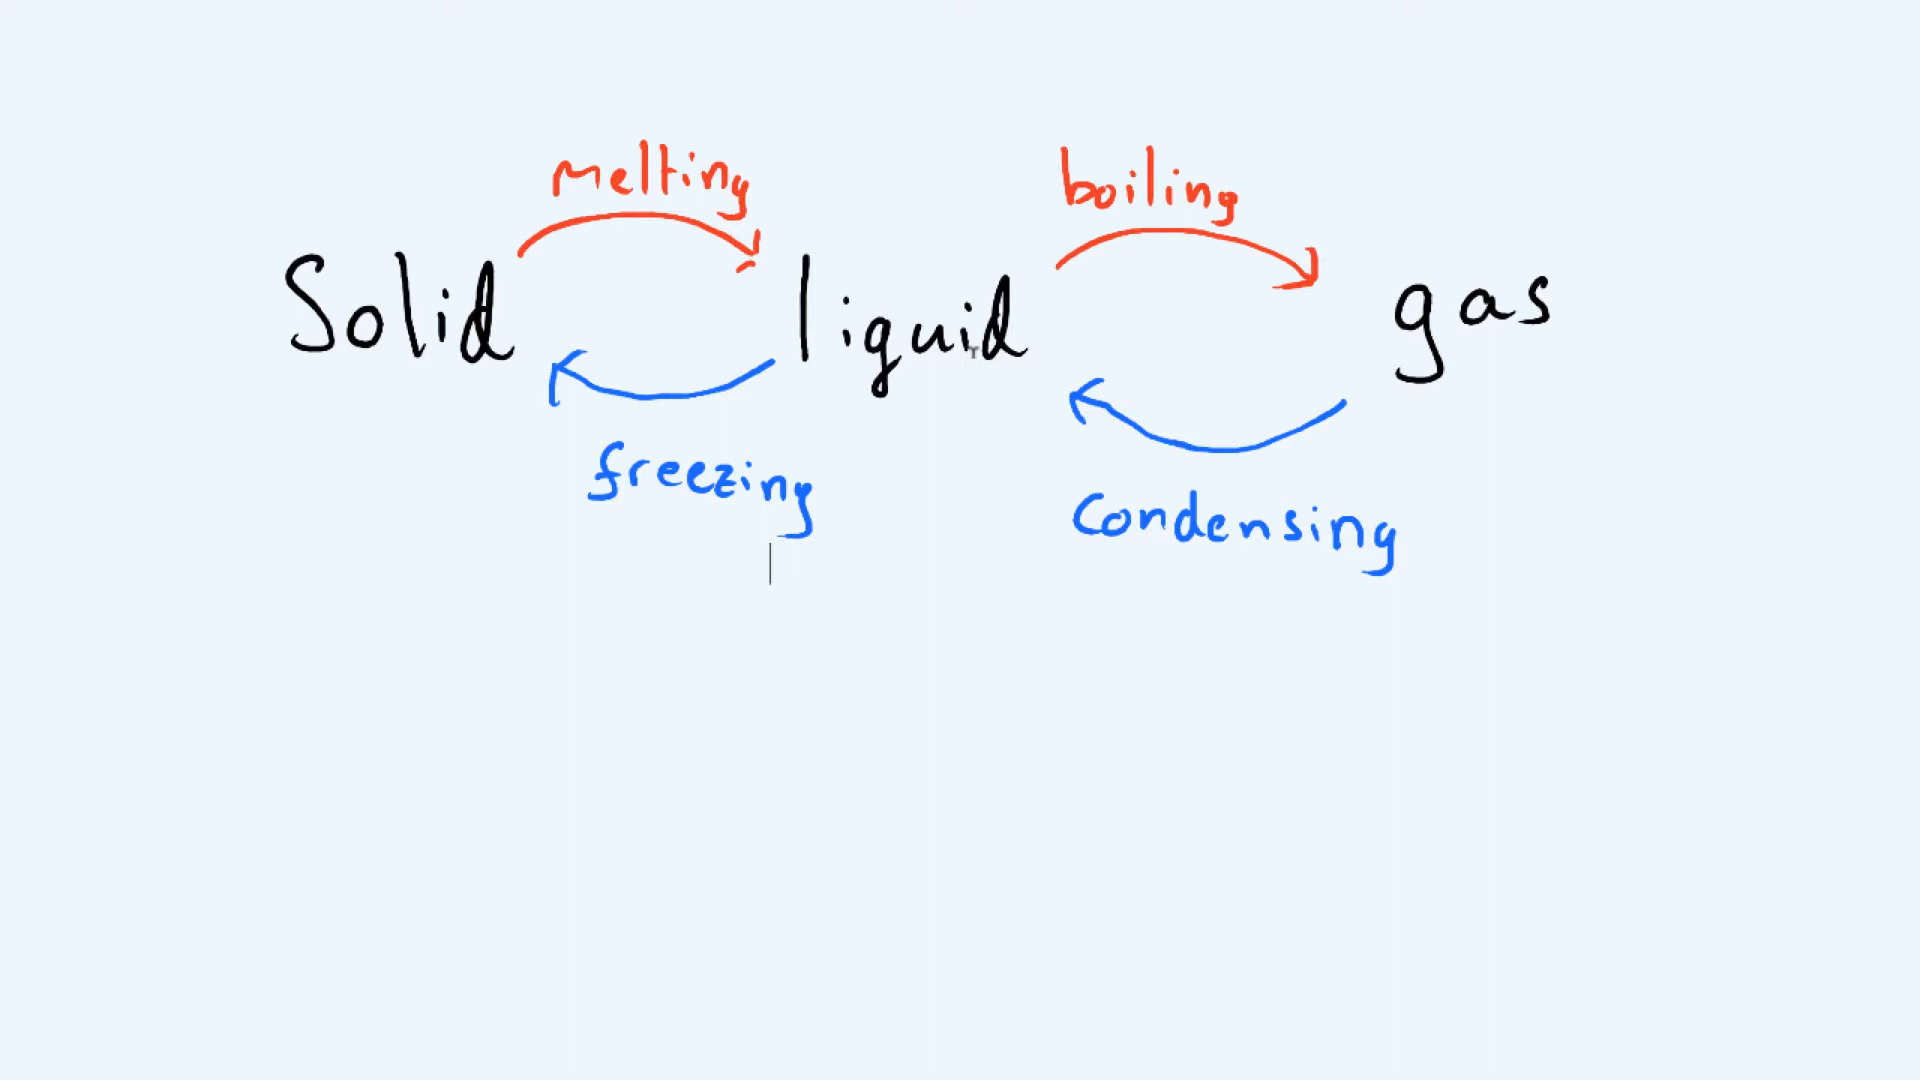 melting
boiling
Solid liquid gas
freezing
Condensing